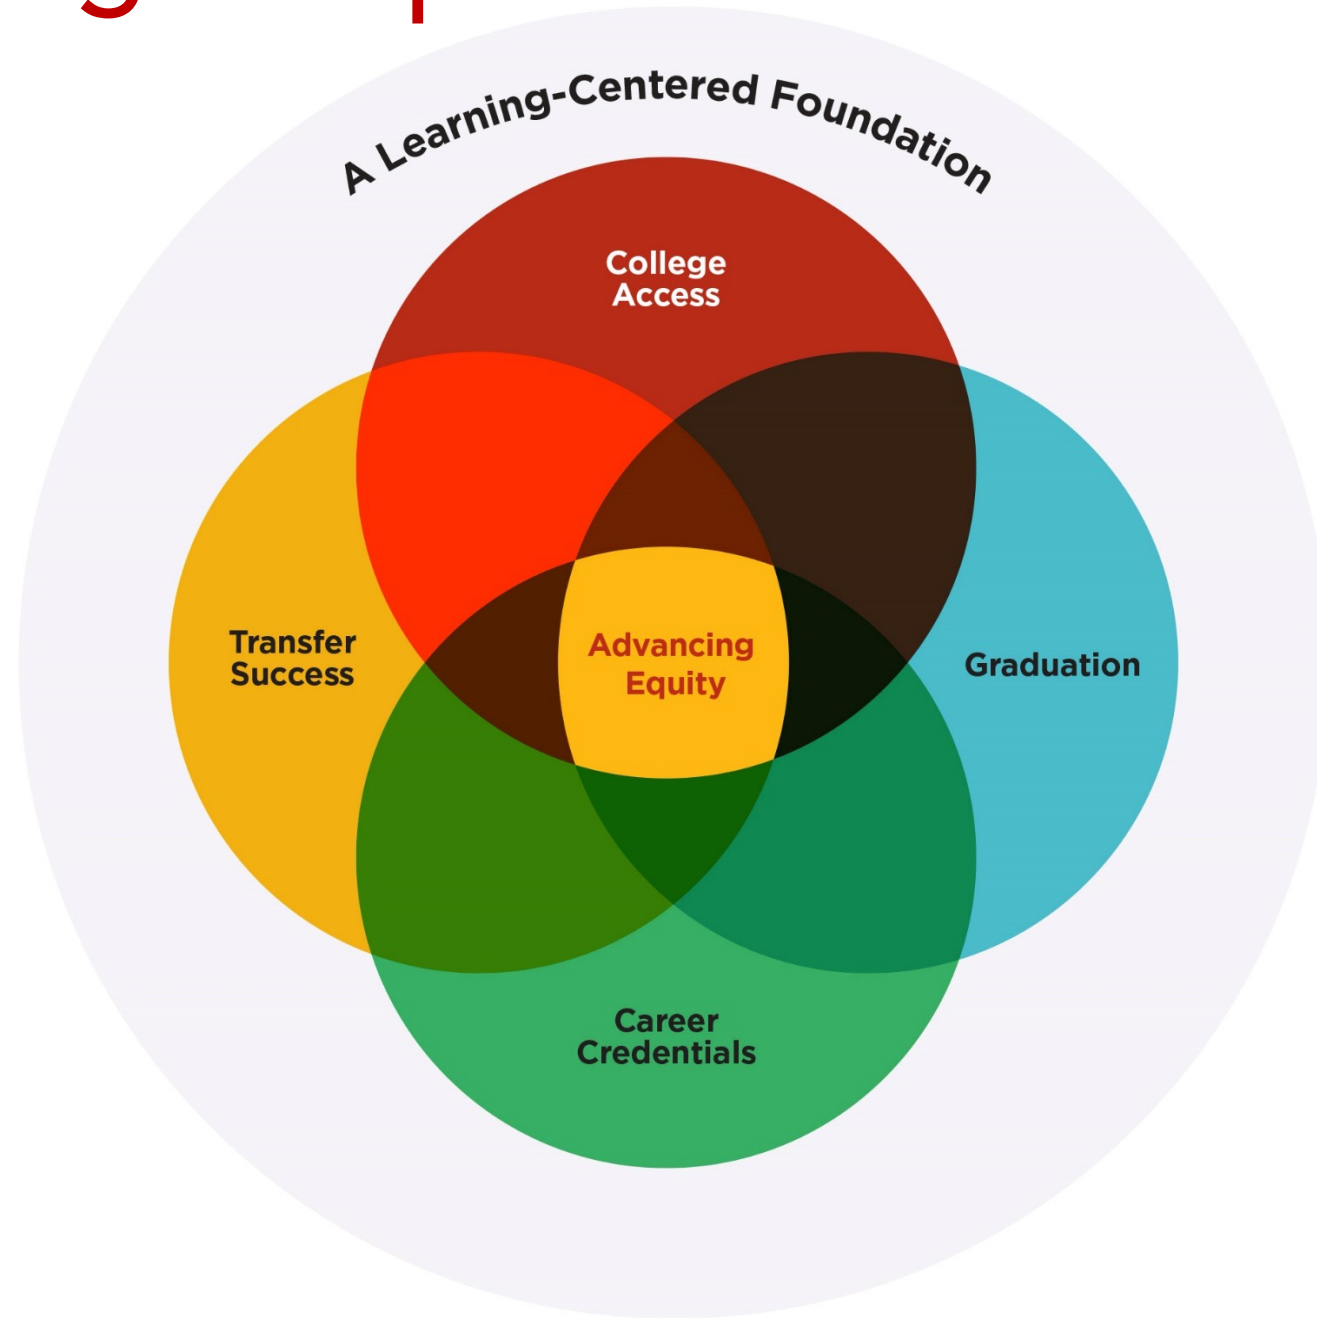 A Learning-Centered Foundation
College
Access
Transfer
Success
Advancing
Equity
Graduation
Career
Credentials